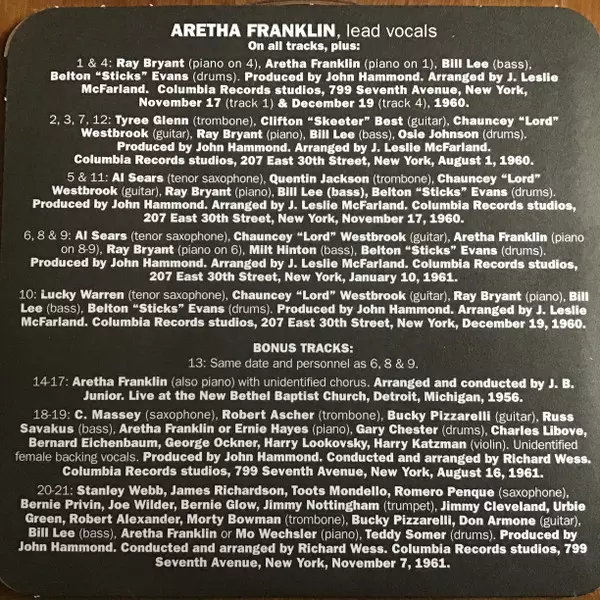 ARETHA FRANKLIN, lead vocals
On all tracks, plus:
1 & 4: Ray Bryant (piano on 4), Aretha Franklin (piano on 1), Bill Lee (bass),
Belton "Sticks" Evans (drums). Produced by John Hammond. Arranged by J. Leslie
McFarland. Columbia Records studios, 799 Seventh Avenue, New York,
November 17 (track 1) & December 19 (track 4), 1960.
2, 3, 7, 12: Tyree Glenn (trombone), Clifton "Skeeter" Best (guitar), Chauncey "Lord"
Westbrook (guitar), Ray Bryant (piano), Bill Lee (bass), Osie Johnson (drums).
Produced by John Hammond. Arranged by J. Leslie McFarland.
Columbia Records studios, 207 East 30th Street, New York, August 1, 1960.
5 & 11: Al Sears (tenor saxophone), Quentin Jackson (trombone), Chauncey "Lord"
Westbrook (guitar), Ray Bryant (piano), Bill Lee (bass), Belton "Sticks" Evans (drums).
Produced by John Hammond. Arranged by J. Leslie McFarland. Columbia Records studios,
207 East 30th Street, New York, November 17, 1960.
6, 8 & 9: Al Sears (tenor saxophone), Chauncey "Lord" Westbrook (guitar), Aretha Franklin (piano
on 8-9), Ray Bryant (piano on 6), Milt Hinton (bass), Belton "Sticks" Evans (drums).
Produced by John Hammond. Arranged by J. Leslie McFarland. Columbia Records studios,
207 East 30th Street, New York, January 10, 1961.
10: Lucky Warren (tenor saxophone), Chauncey "Lord" Westbrook (guitar), Ray Bryant (piano), Bill
Lee (bass), Belton "Sticks" Evans (drums). Produced by John Hammond. Arranged by J. Leslie
McFarland. Columbia Records studios, 207 East 30th Street, New York, December 19, 1960.
BONUS TRACKS:
13: Same date and personnel as 6, 8 & 9.
14-17: Aretha Franklin (also piano) with unidentified chorus. Arranged and conducted by J. B.
Junior. Live at the New Bethel Baptist Church, Detroit, Michigan, 1956.
18-19: C. Massey (saxophone), Robert Ascher (trombone), Bucky Pizzarelli (guitar), Russ
Savakus (bass), Aretha Franklin or Ernie Hayes (piano), Gary Chester (drums), Charles Libove,
Bernard Eichenbaum, George Ockner, Harry Lookovsky, Harry Katzman (violin). Unidentified
female backing vocals. Produced by John Hammond. Conducted and arranged by Richard Wess.
Columbia Records studios, 799 Seventh Avenue, New York, August 16, 1961.
20-21: Stanley Webb, James Richardson, Toots Mondello, Romero Penque (saxophone),
Bernie Privin, Joe Wilder, Bernie Glow, Jimmy Nottingham (trumpet), Jimmy Cleveland, Urbie
Green, Robert Alexander, Morty Bowman (trombone), Bucky Pizzarelli, Don Armone (guitar),
Bill Lee (bass), Aretha Franklin or Mo Wechsler (piano), Teddy Somer (drums). Produced by
John Hammond. Conducted and arranged by Richard Wess. Columbia Records studios, 799
Seventh Avenue, New York, November 7, 1961.